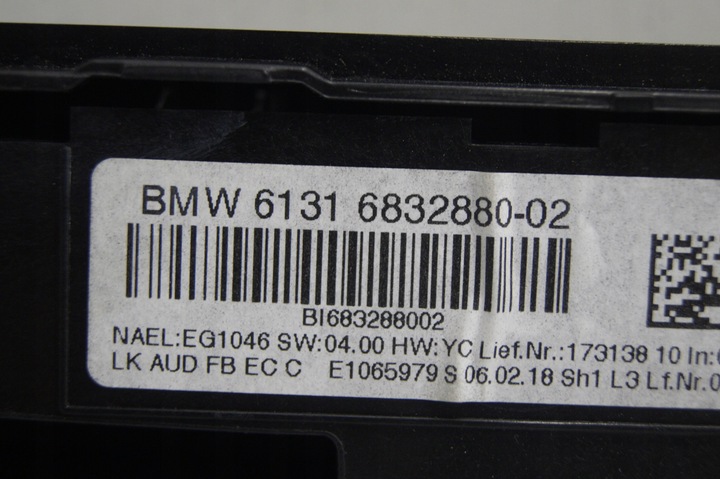 BMW 6131 6832880-02
BI683288002
NAEL:EG1046 SW:04.00 HW:YC Lief.Nr.:173138 10 In:
LK AUD FB EC C E1065979 S 06.02.18 Sh1 L3 Lf.Nr.0